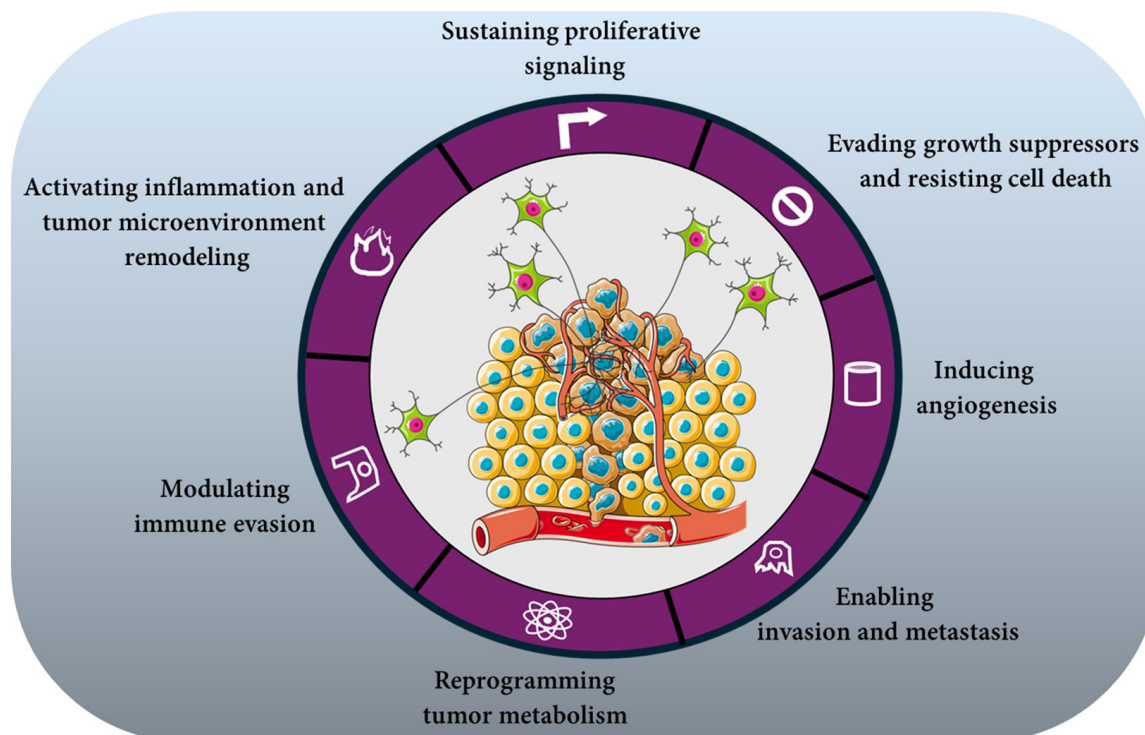 Sustaining proliferative
signaling
Evading growth suppressors
and resisting cell death
Activating inflammation and
tumor microenvironment
remodeling
Inducing
angiogenesis
Modulating
immune evasion
Enabling
invasion and metastasis
Reprogramming
tumor metabolism